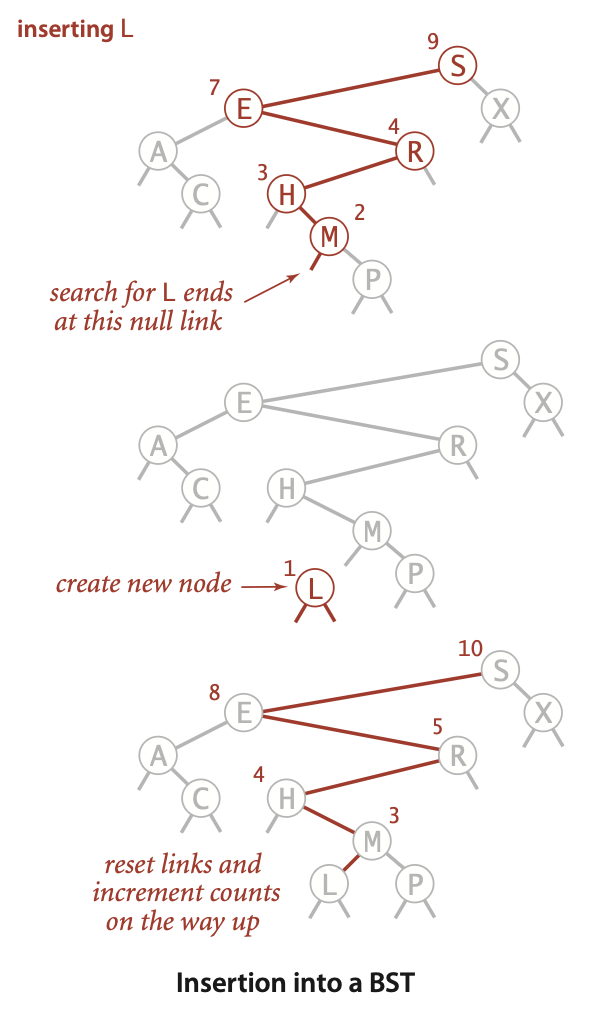 inserting L
9
S
7
E
X
4
A
R
3
C
H
2
M
P
search for L ends
at this null link
S
E
X
A
R
C
H
M
P
1
create new node
L
10
S
8
E
X
5
A
R
4
C
H
3
M
reset links and
L
P
increment counts
on the way up
Insertion into a BST